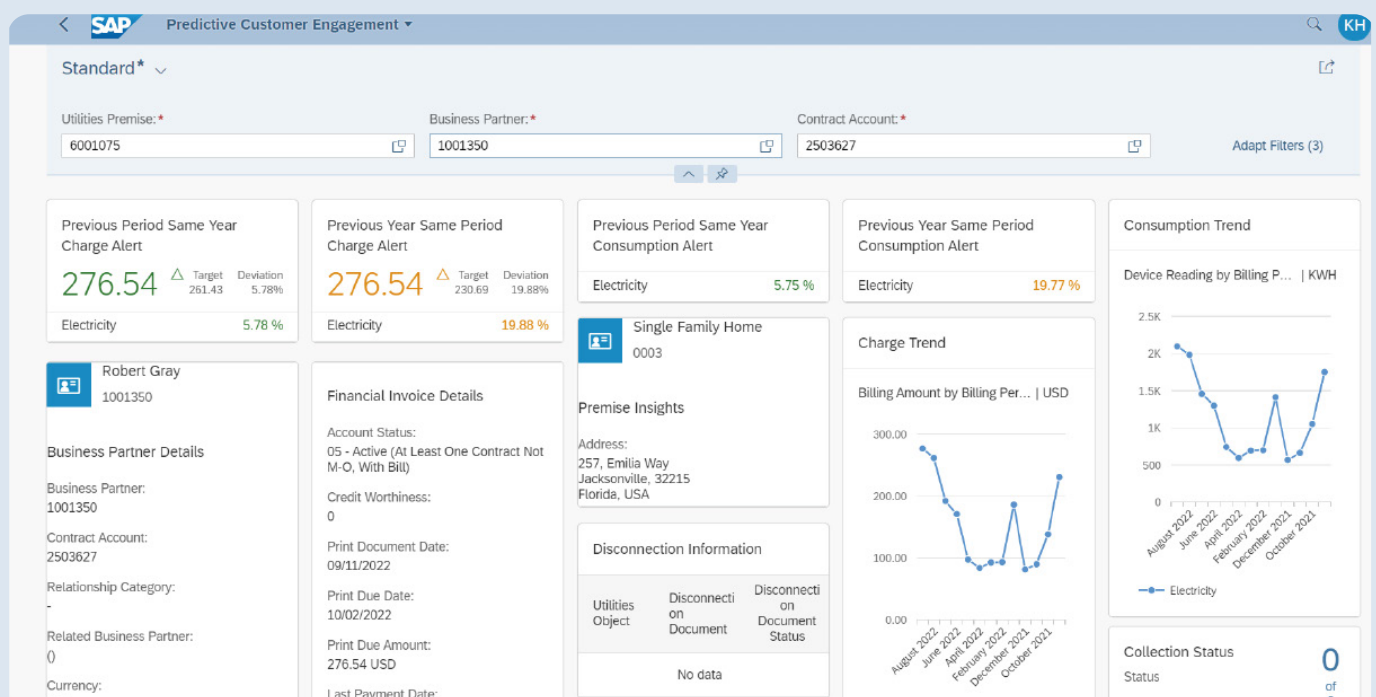 SAP
Predictive Customer Engagement
KH
Standard*
Utilities Premise:*
6001075
Business Partner:*
1001350
Contract Account:*
2503627
Adapt Filters (3)
Previous Period Same Year
Charge Alert
276.54
Target
261.43
Deviation
5.78%
Electricity
5.78 %
Previous Year Same Period
Charge Alert
276.54
Target
230.69
Deviation
19.88%
Electricity
19.88 %
Previous Period Same Year
Consumption Alert
Electricity
5.75 %
Previous Year Same Period
Consumption Alert
Electricity
19.77 %
Consumption Trend
Device Reading by Billing P... | KWH
2.5K
2K
1.5K
1K
500
0
August 2022
June 2022
April 2022
February 2022
December 2021
October 2021
Electricity
Robert Gray
1001350
Business Partner Details
Business Partner:
1001350
Contract Account:
2503627
Relationship Category:
-
Related Business Partner:
()
Currency:
Financial Invoice Details
Account Status:
05 - Active (At Least One Contract Not
M-O, With Bill)
Credit Worthiness:
0
Print Document Date:
09/11/2022
Print Due Date:
10/02/2022
Print Due Amount:
276.54 USD
Last Payment Date:
Single Family Home
0003
Premise Insights
Address:
257, Emilia Way
Jacksonville, 32215
Florida, USA
Disconnection Information
Utilities
Object
Disconnecti
on
Document
Disconnecti
on
Document
Status
No data
Charge Trend
Billing Amount by Billing Per... | USD
300.00
200.00
100.00
0.00
August 2022
June 2022
April 2022
February 2022
December 2021
October 2021
Collection Status
Status
0
of